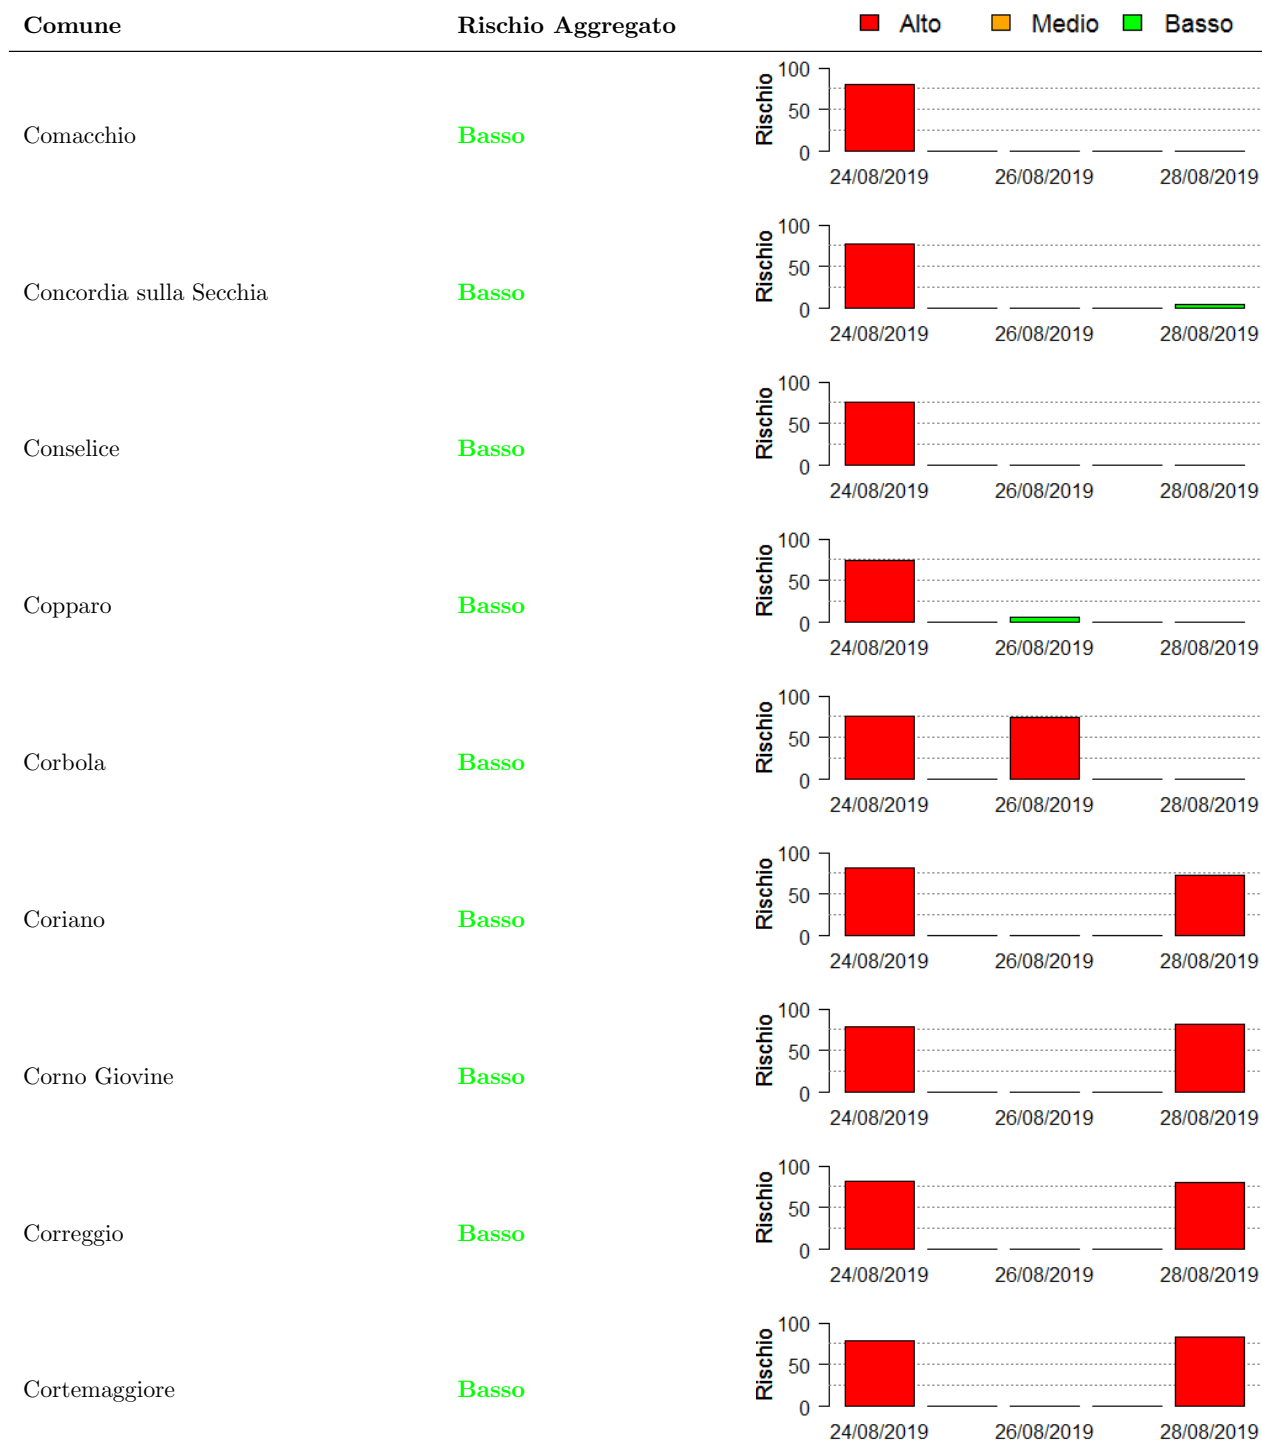 Comune Rischio Aggregato Alto Medio Basso
100
50
0
Rischio
Comacchio Basso
24/08/2019 26/08/2019 28/08/2019
100
50
0
Rischio
Concordia sulla Secchia Basso
24/08/2019 26/08/2019 28/08/2019
100
50
0
Rischio
Conselice Basso
24/08/2019 26/08/2019 28/08/2019
100
50
0
Rischio
Copparo Basso
24/08/2019 26/08/2019 28/08/2019
100
50
0
Rischio
Corbola Basso
24/08/2019 26/08/2019 28/08/2019
100
50
0
Rischio
Coriano Basso
24/08/2019 26/08/2019 28/08/2019
100
50
0
Rischio
Corno Giovine Basso
24/08/2019 26/08/2019 28/08/2019
100
50
0
Rischio
Correggio Basso
24/08/2019 26/08/2019 28/08/2019
100
50
0
Rischio
Cortemaggiore Basso
24/08/2019 26/08/2019 28/08/2019